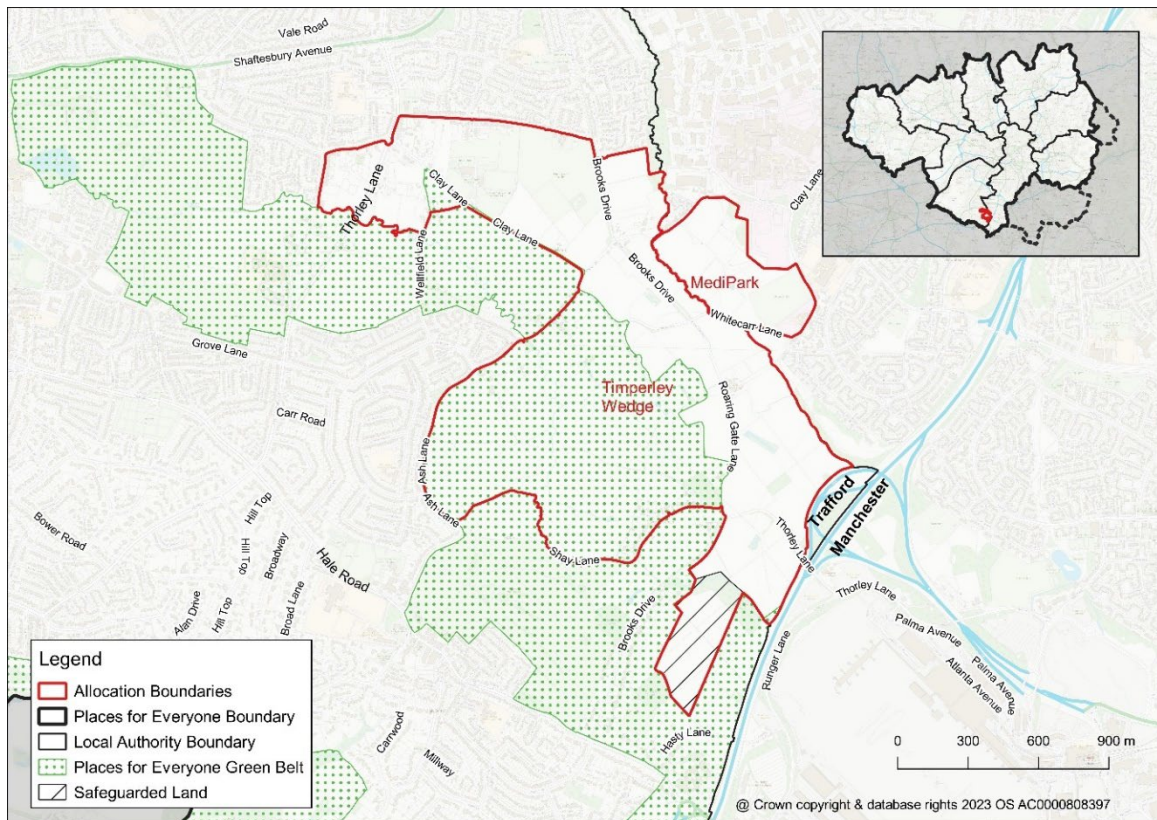 Vale Road
Shaftesbury Avenue
Thorley Lane
Clay Lane
Clay Lane
Wellfield Lane
Brooks Drive
Brooks Drive
Clay Lane
MediPark
Whitecarr Lane
Grove Lane
Timperley
Wedge
Roaring Gate Lane
Carr Road
Ash Lane
Ash Lane
Shay Lane
Trafford
Manchester
Thorley Lane
Thorley Lane
Bower Road
Hill Top
Hill Top
Broadway
Hale Road
Alan Drive
Hill Top
Broad Lane
Brooks Drive
Runger Lane
Palma Avenue
Palma Avenue
Atlanta Avenue
Hasty Lane
Carrwood
Millway
Legend
Allocation Boundaries
Places for Everyone Boundary
Local Authority Boundary
Places for Everyone Green Belt
Safeguarded Land
0 300 600 900 m
@ Crown copyright & database rights 2023 OS AC0000808397